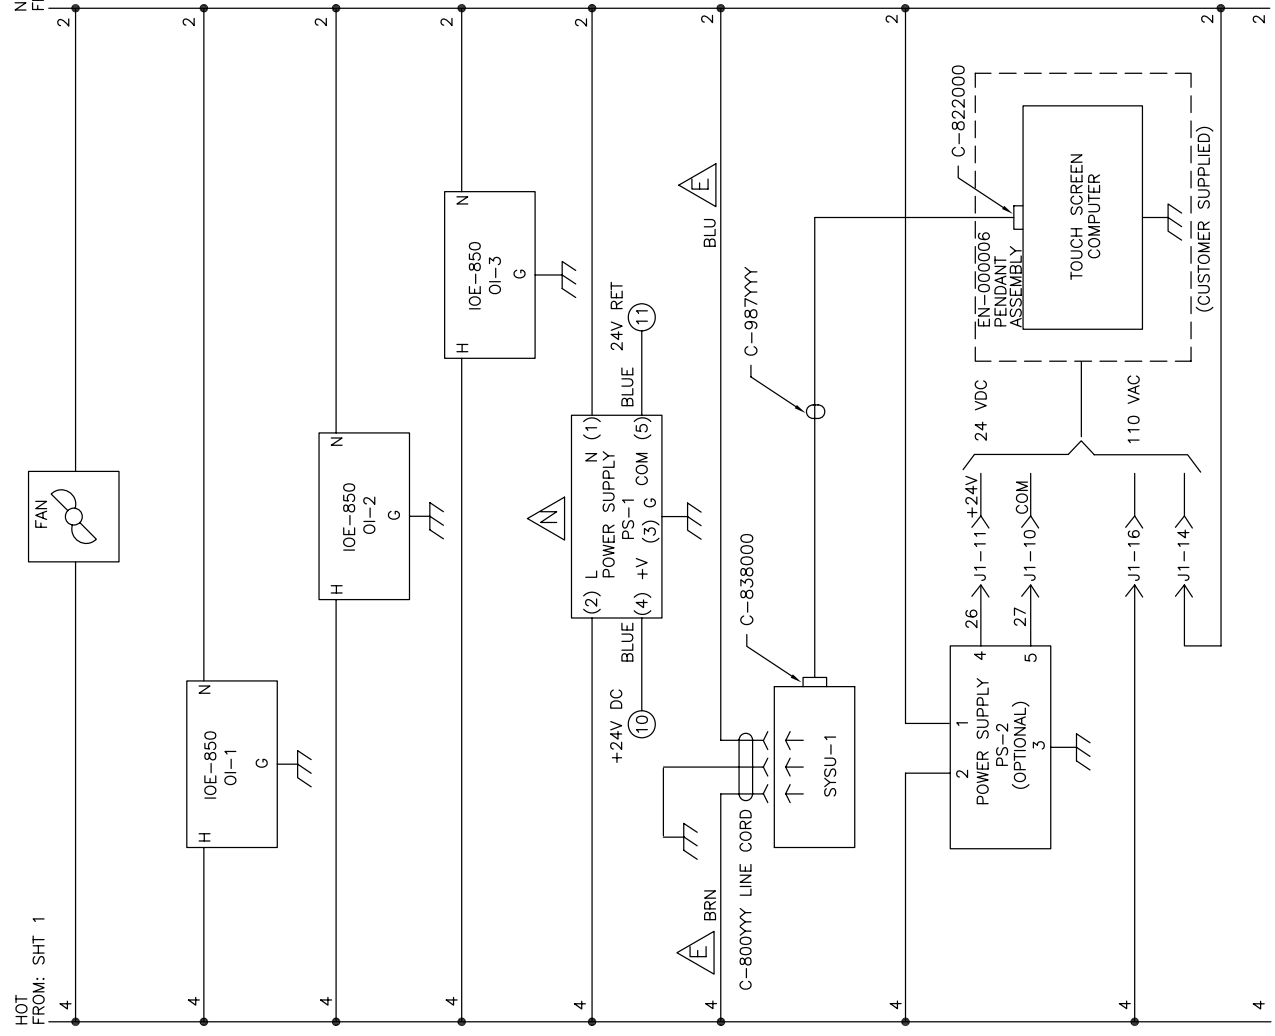 HOT
FROM: SHT 1
N
4
2
FAN
4
2
H
IOE-850
OI-1
G
N
4
2
H
IOE-850
OI-2
G
N
4
2
H
IOE-850
OI-3
G
N
4
2
N
(2) L
N (1)
POWER SUPPLY
PS-1
(4) +V
(3) G
COM (5)
BLUE
+24V DC
10
BLUE
24V RET
11
4
2
E
BRN
BLU
E
C-800YYY LINE CORD
C-838000
SYSU-1
C-987YYY
C-822000
EN-000006
PENDANT
ASSEMBLY
TOUCH SCREEN
COMPUTER
(CUSTOMER SUPPLIED)
4
2
2
1
POWER SUPPLY
PS-2
(OPTIONAL)
3
4
5
26
J1-11
+24V
27
J1-10
COM
24 VDC
110 VAC
4
J1-16
J1-14
2
4
2